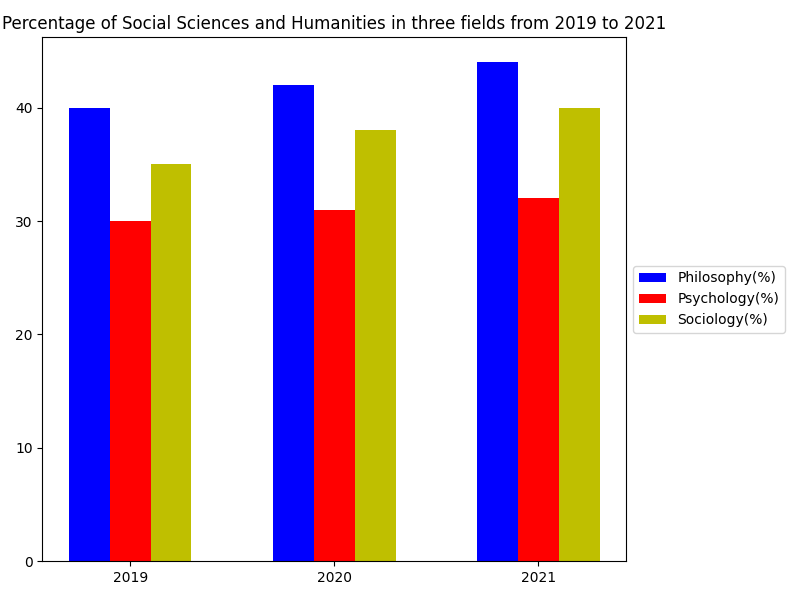 Percentage of Social Sciences and Humanities in three fields from 2019 to 2021
40
30
20
10
0
2019 2020 2021
Philosophy(%)
Psychology(%)
Sociology(%)